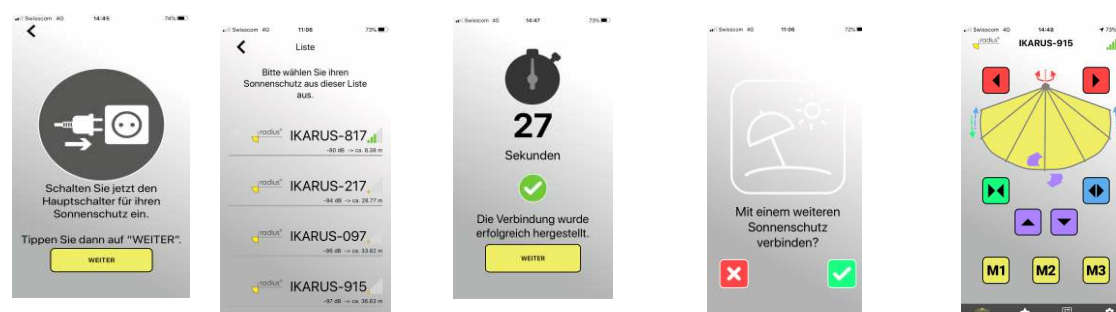 Swisscom 4G 14:45 74%
Schalten Sie jetzt den
Hauptschalter für ihren
Sonnenschutz ein.
Tippen Sie dann auf "WEITER".
WEITER
Swisscom 4G 11:06 73%
Liste
Bitte wählen Sie ihren
Sonnenschutz aus dieser Liste
aus.
radius IKARUS-817
-80 dB -> ca. 6.38 m
radius IKARUS-217
-94 dB -> ca. 28.77 m
radius IKARUS-097
-96 dB -> ca. 33.82 m
radius IKARUS-915
-97 dB -> ca. 36.63 m
Swisscom 4G 14:47 73%
27
Sekunden
Die Verbindung wurde
erfolgreich hergestellt.
WEITER
Swisscom 4G 11:06 72%
Mit einem weiteren
Sonnenschutz
verbinden?
Swisscom 4G 14:48 73%
radius IKARUS-915
M1 M2 M3